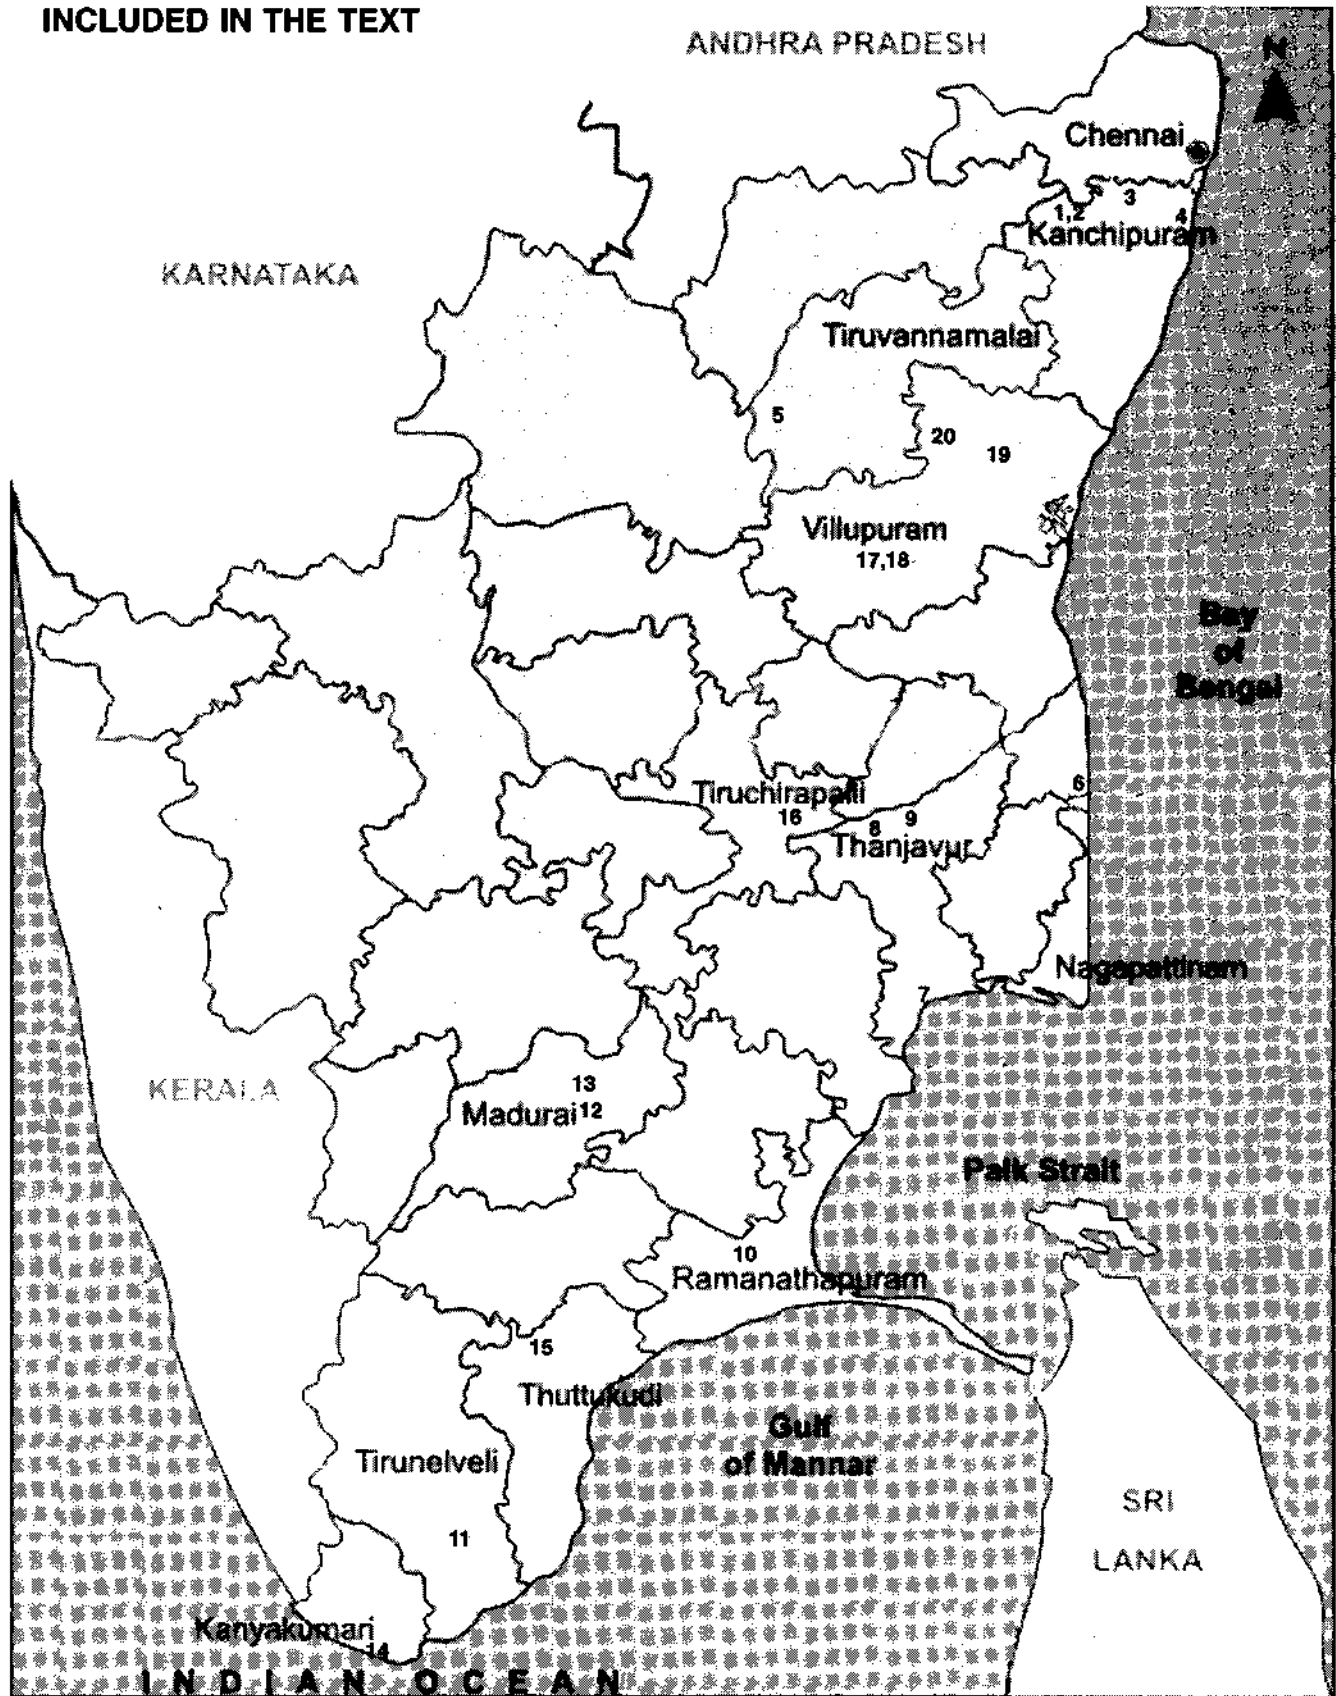 INCLUDED IN THE TEXT
ANDHRA PRADESH
N
Chennai
3
1,2
4
Kanchipuram
KARNATAKA
Tiruvannamalai
5
20
19
Villupuram
17,18
Bay
of
Bengal
6
Tiruchirapalli
16
8
9
Thanjavur
Nagapattinam
7
KERALA
13
Madurai 12
Palk Strait
10
Ramanathapuram
15
Thuttukudi
Gulf
of Mannar
Tirunelveli
SRI
LANKA
11
Kanyakumari
14
INDIAN OCEAN